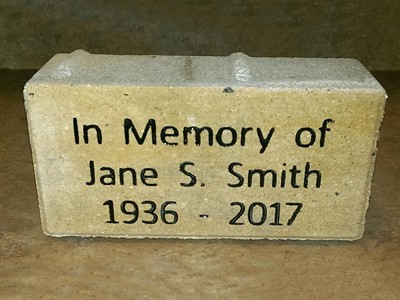 In Memory of
Jane S. Smith
1936 - 2017